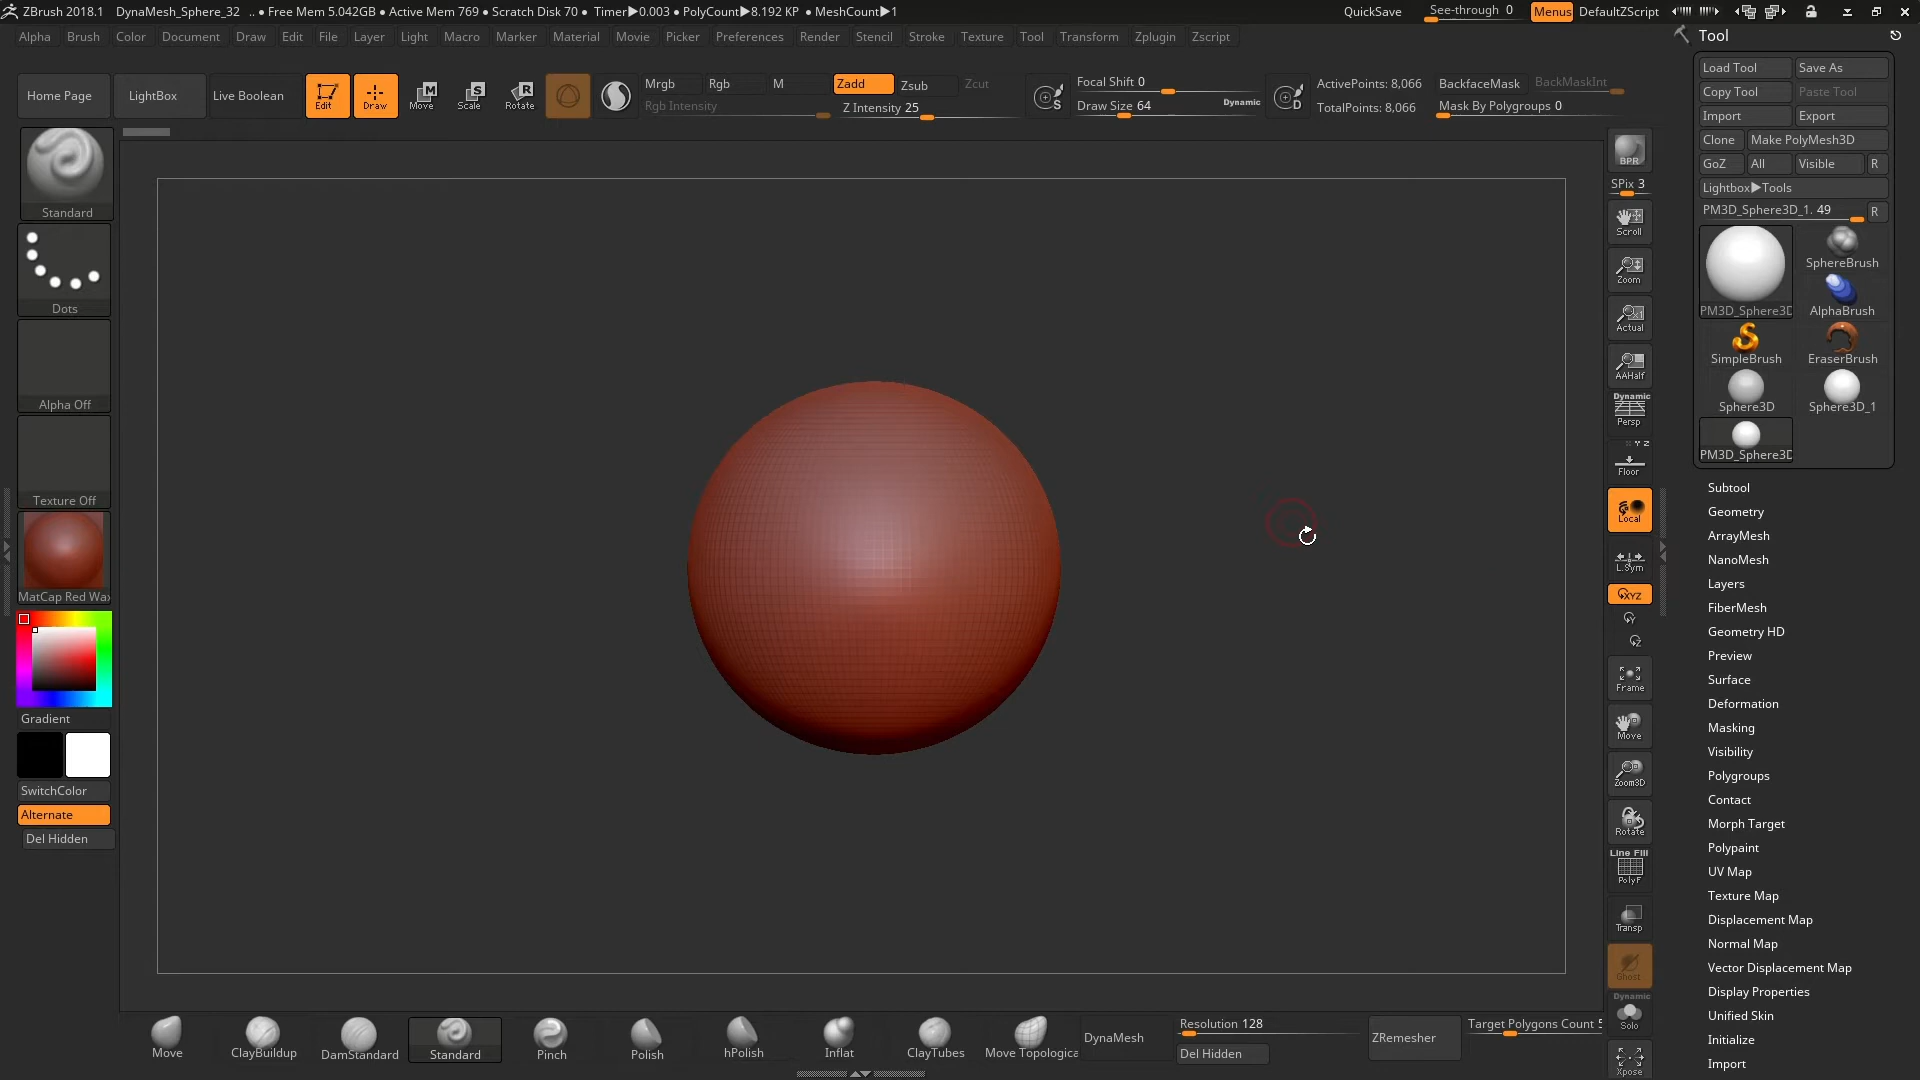 ZBrush 2018.1 DynaMesh_Sphere_32 .. • Free Mem 5.042GB • Active Mem 769 • Scratch Disk 70 • Timer▶0.003 • PolyCount▶8.192 KP • MeshCount▶1 QuickSave See-through 0 Menus DefaultZScript
Alpha Brush Color Document Draw Edit File Layer Light Macro Marker Material Movie Picker Preferences Render Stencil Stroke Texture Tool Transform Zplugin Zscript
Home Page LightBox Live Boolean Edit Draw Move Scale Rotate
Mrgb Rgb M Zadd Zsub Zcut
Rgb Intensity Z Intensity 25
Focal Shift 0
Draw Size 64 Dynamic
ActivePoints: 8,066
TotalPoints: 8,066
BackfaceMask BackMaskInt
Mask By Polygroups 0
Standard
Dots
Alpha Off
Texture Off
MatCap Red Wax
Gradient
SwitchColor
Alternate
Del Hidden
BPR
SPix 3
Scroll
Zoom
Actual
AAHalf
Dynamic
Persp
Floor
Local
L.Sym
XYZ
Frame
Move
Zoom3D
Rotate
Line Fill
PolyF
Transp
Ghost
Dynamic
Solo
Xpose
Tool
Load Tool Save As
Copy Tool Paste Tool
Import Export
Clone Make PolyMesh3D
GoZ All Visible R
Lightbox▶Tools
PM3D_Sphere3D_1. 49 R
PM3D_Sphere3D SphereBrush
AlphaBrush
SimpleBrush EraserBrush
Sphere3D Sphere3D_1
PM3D_Sphere3D
Subtool
Geometry
ArrayMesh
NanoMesh
Layers
FiberMesh
Geometry HD
Preview
Surface
Deformation
Masking
Visibility
Polygroups
Contact
Morph Target
Polypaint
UV Map
Texture Map
Displacement Map
Normal Map
Vector Displacement Map
Display Properties
Unified Skin
Initialize
Import
Move ClayBuildup DamStandard Standard Pinch Polish hPolish Inflat ClayTubes Move Topologica
DynaMesh
Resolution 128
Del Hidden
ZRemesher
Target Polygons Count 5